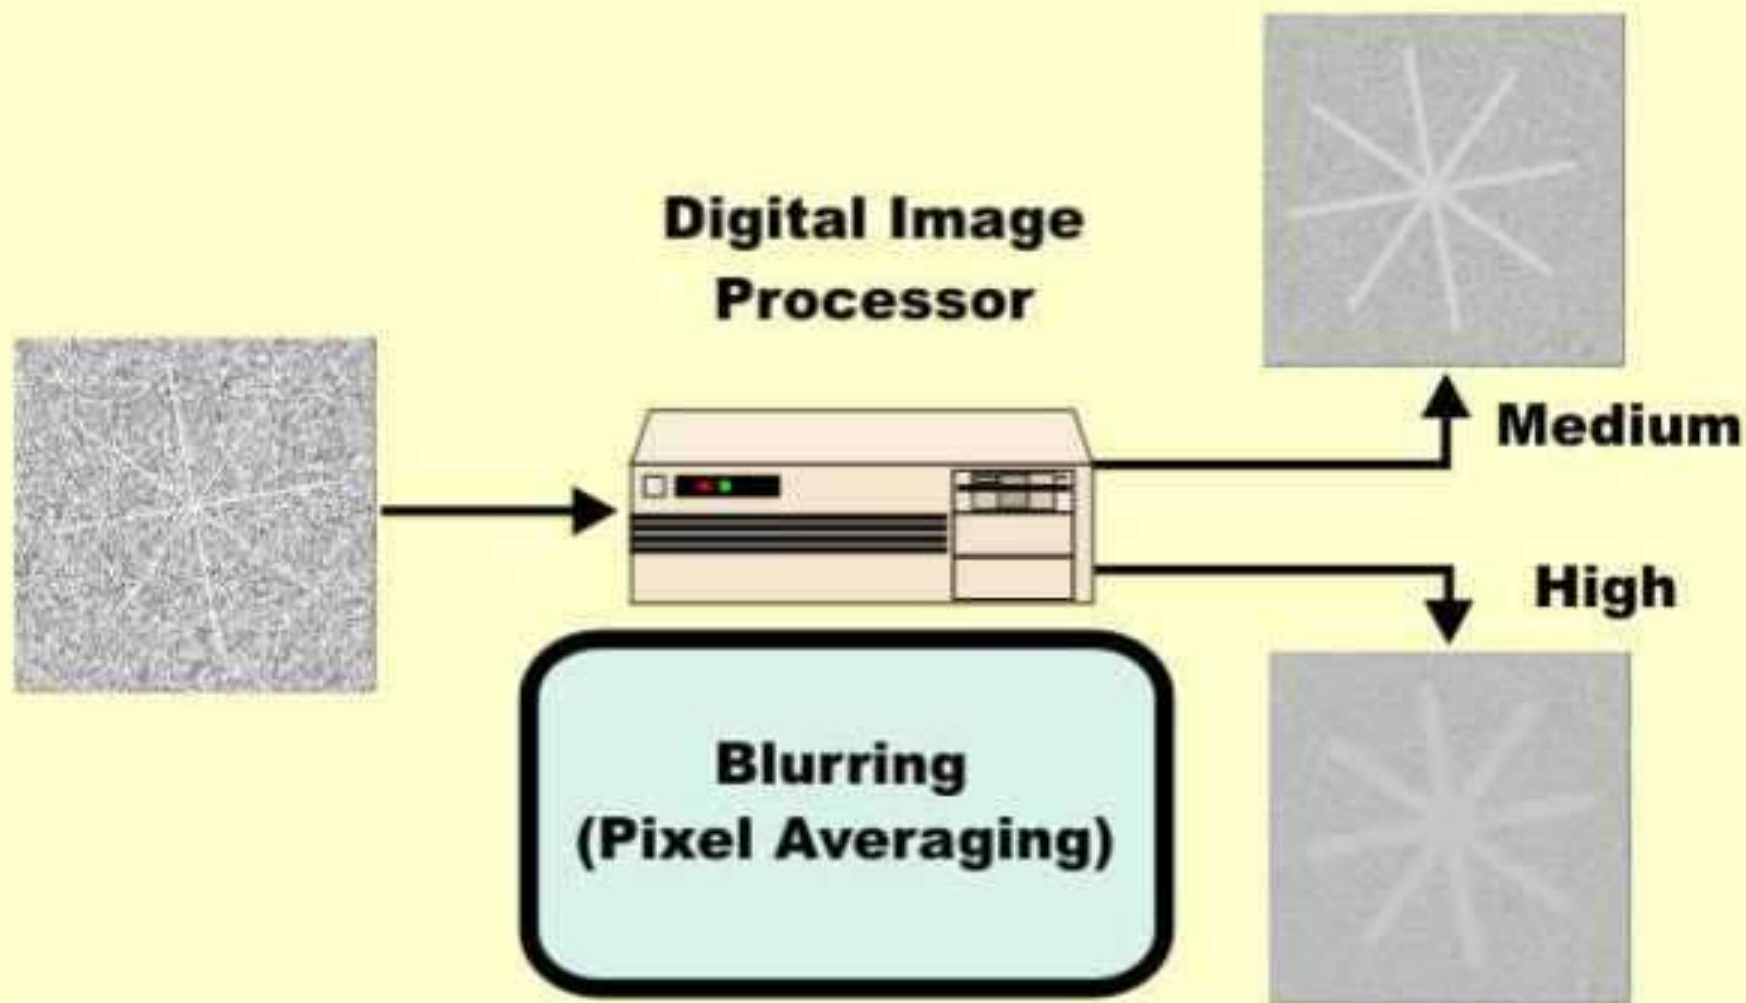 Digital Image
Processor
Medium
High
Blurring
(Pixel Averaging)